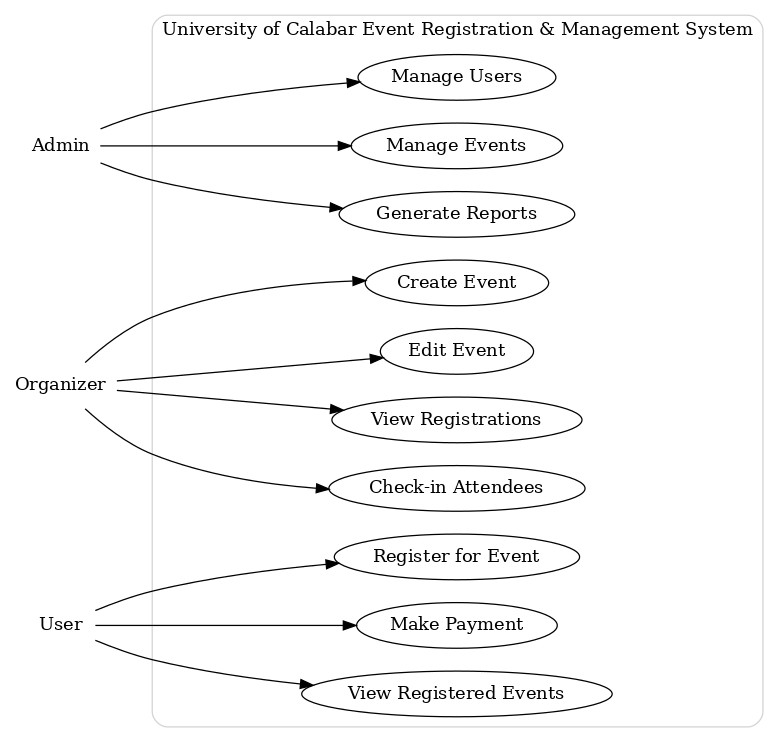 University of Calabar Event Registration & Management System
Manage Users
Admin
Manage Events
Generate Reports
Create Event
Edit Event
Organizer
View Registrations
Check-in Attendees
Register for Event
User
Make Payment
View Registered Events